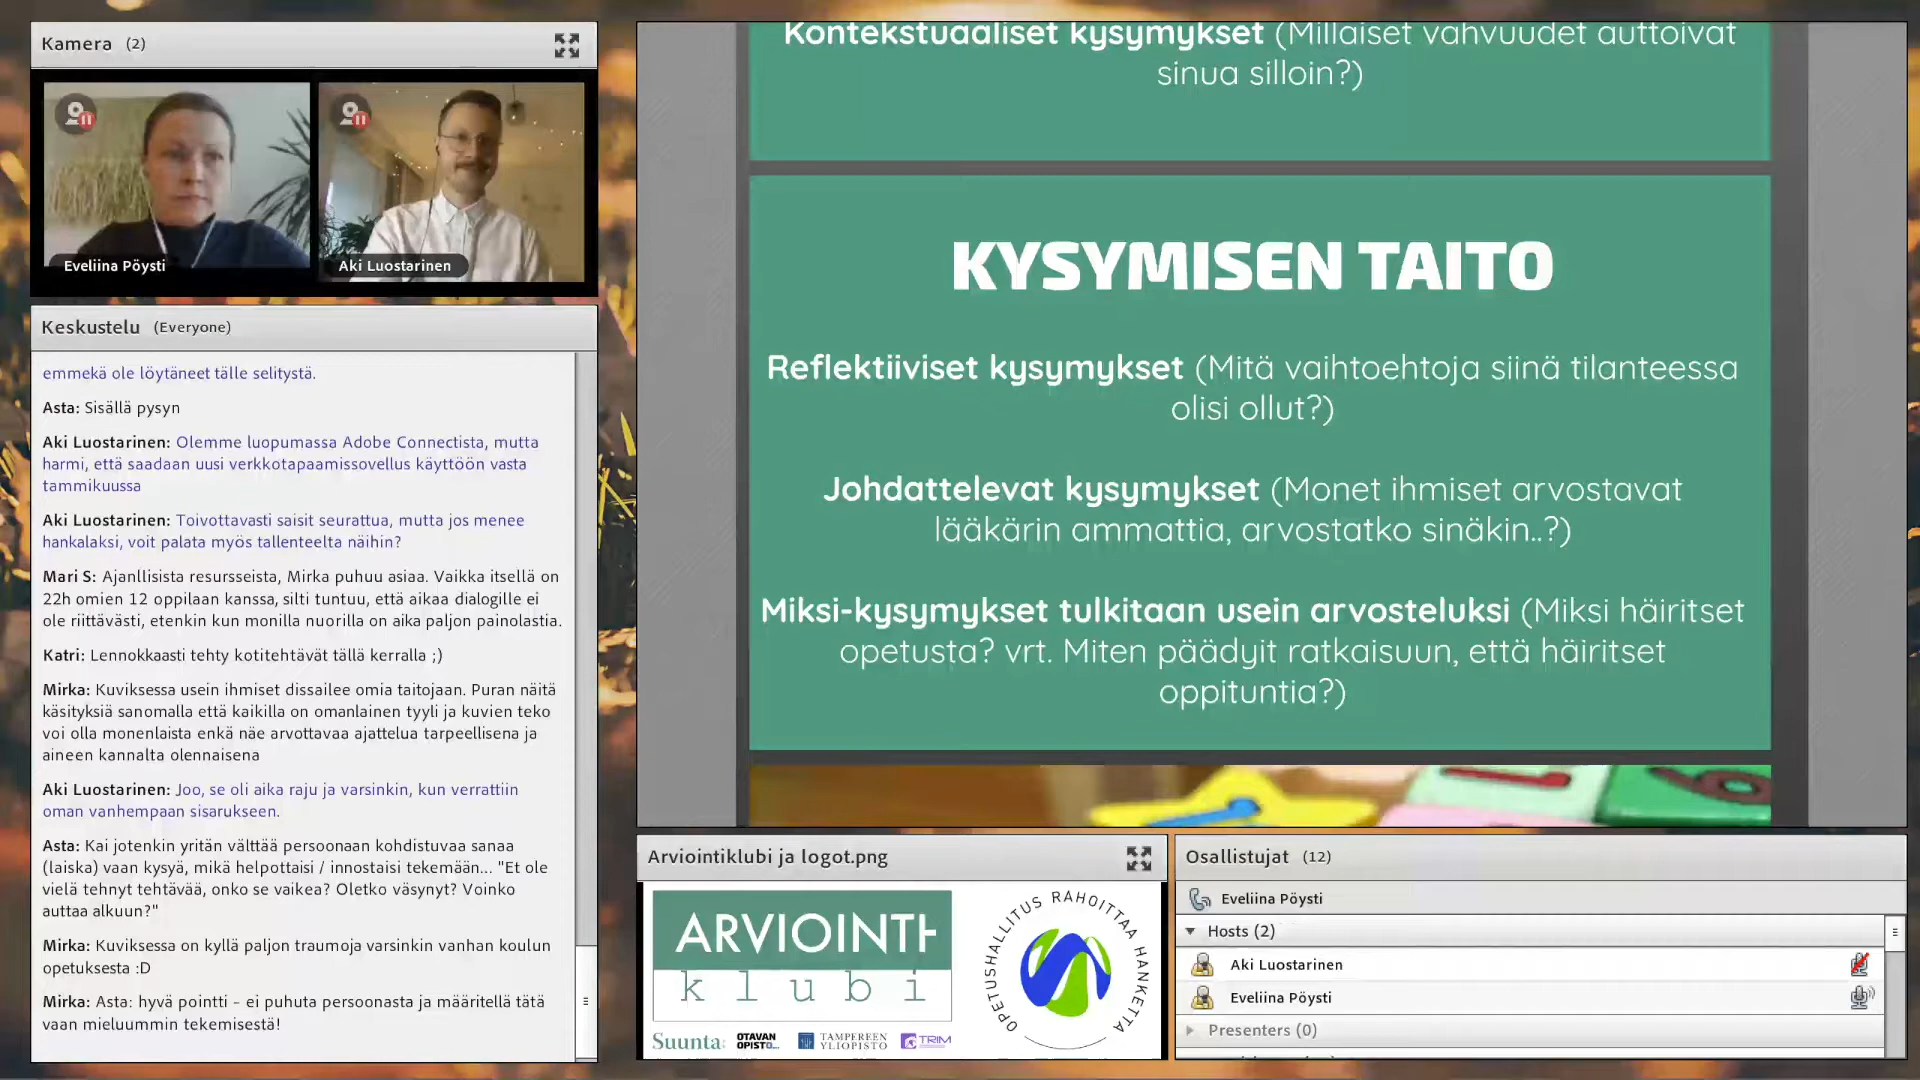 Kamera (2)
Eveliina Pöysti
Aki Luostarinen
Keskustelu (Everyone)
emmekä ole löytäneet tälle selitystä.
Asta: Sisällä pysyn
Aki Luostarinen: Olemme luopumassa Adobe Connectista, mutta
harmi, että saadaan uusi verkkotapaamissovellus käyttöön vasta
tammikuussa
Aki Luostarinen: Toivottavasti saisit seurattua, mutta jos menee
hankalaksi, voit palata myös tallenteelta näihin?
Mari S: Ajanllisista resursseista, Mirka puhuu asiaa. Vaikka itsellä on
22h omien 12 oppilaan kanssa, silti tuntuu, että aikaa dialogille ei
ole riittävästi, etenkin kun monilla nuorilla on aika paljon painolastia.
Katri: Lennokkaasti tehty kotitehtävät tällä kerralla ;)
Mirka: Kuviksessa usein ihmiset dissailee omia taitojaan. Puran näitä
käsityksiä sanomalla että kaikilla on omanlainen tyyli ja kuvien teko
voi olla monenlaista enkä näe arvottavaa ajattelua tarpeellisena ja
aineen kannalta olennaisena
Aki Luostarinen: Joo, se oli aika raju ja varsinkin, kun verrattiin
oman vanhempaan sisarukseen.
Asta: Kai jotenkin yritän välttää persoonaan kohdistuvaa sanaa
(laiska) vaan kysyä, mikä helpottaisi / innostaisi tekemään... "Et ole
vielä tehnyt tehtävää, onko se vaikea? Oletko väsynyt? Voinko
auttaa alkuun?"
Mirka: Kuviksessa on kyllä paljon traumoja varsinkin vanhan koulun
opetuksesta :D
Mirka: Asta: hyvä pointti - ei puhuta persoonasta ja määritellä tätä
vaan mieluummin tekemisestä!
Kontekstuaaliset kysymykset (Millaiset vahvuudet auttoivat
sinua silloin?)
KYSYMISEN TAITO
Reflektiiviset kysymykset (Mitä vaihtoehtoja siinä tilanteessa
olisi ollut?)
Johdattelevat kysymykset (Monet ihmiset arvostavat
lääkärin ammattia, arvostatko sinäkin..?)
Miksi-kysymykset tulkitaan usein arvosteluksi (Miksi häiritset
opetusta? vrt. Miten päädyit ratkaisuun, että häiritset
oppituntia?)
Arviointiklubi ja logot.png
ARVIOINTI
klubi
Suunta:
OTAVAN
OPISTO...
TAMPEREEN
YLIOPISTO
TRIM
OPETUSHALLITUS RAHOITTAA HANKETTA
Osallistujat (12)
Eveliina Pöysti
Hosts (2)
Aki Luostarinen
Eveliina Pöysti
Presenters (0)